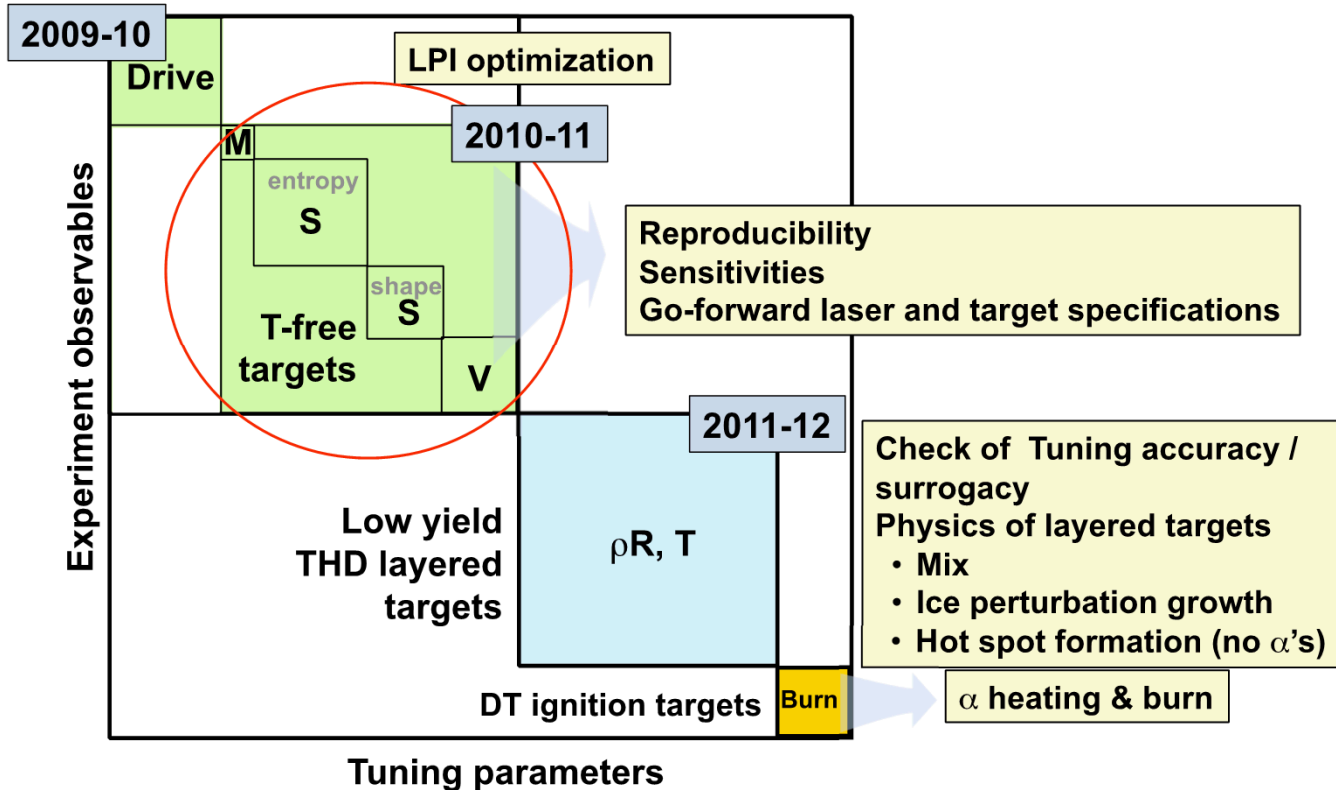 2009-10
Drive
LPI optimization
M
2010-11
entropy
S
shape
S
T-free
targets
V
Reproducibility
Sensitivities
Go-forward laser and target specifications
Experiment observables
2011-12
Low yield
THD layered
targets
ρR, T
Check of Tuning accuracy /
surrogacy
Physics of layered targets
• Mix
• Ice perturbation growth
• Hot spot formation (no α's)
DT ignition targets
Burn
α heating & burn
Tuning parameters